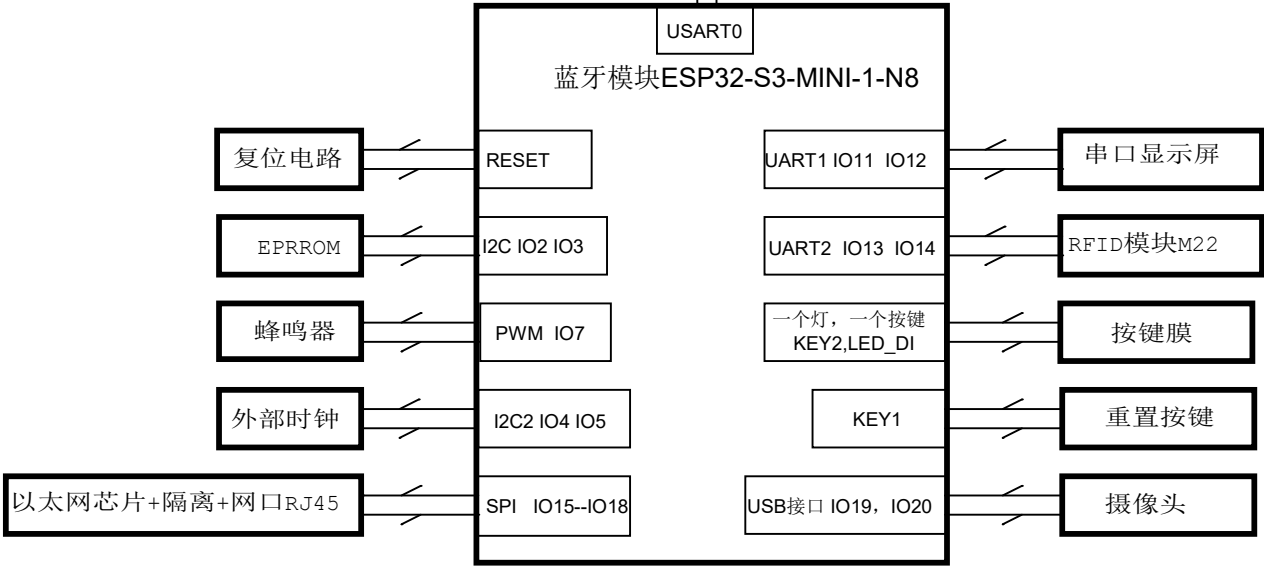 USART0
蓝牙模块ESP32-S3-MINI-1-N8
复位电路
RESET
UART1 IO11 IO12
串口显示屏
EPRROM
I2C IO2 IO3
UART2 IO13 IO14
RFID模块M22
蜂鸣器
PWM IO7
一个灯，一个按键
KEY2,LED_DI
按键膜
外部时钟
I2C2 IO4 IO5
KEY1
重置按键
以太网芯片+隔离+网口RJ45
SPI IO15--IO18
USB接口 IO19，IO20
摄像头